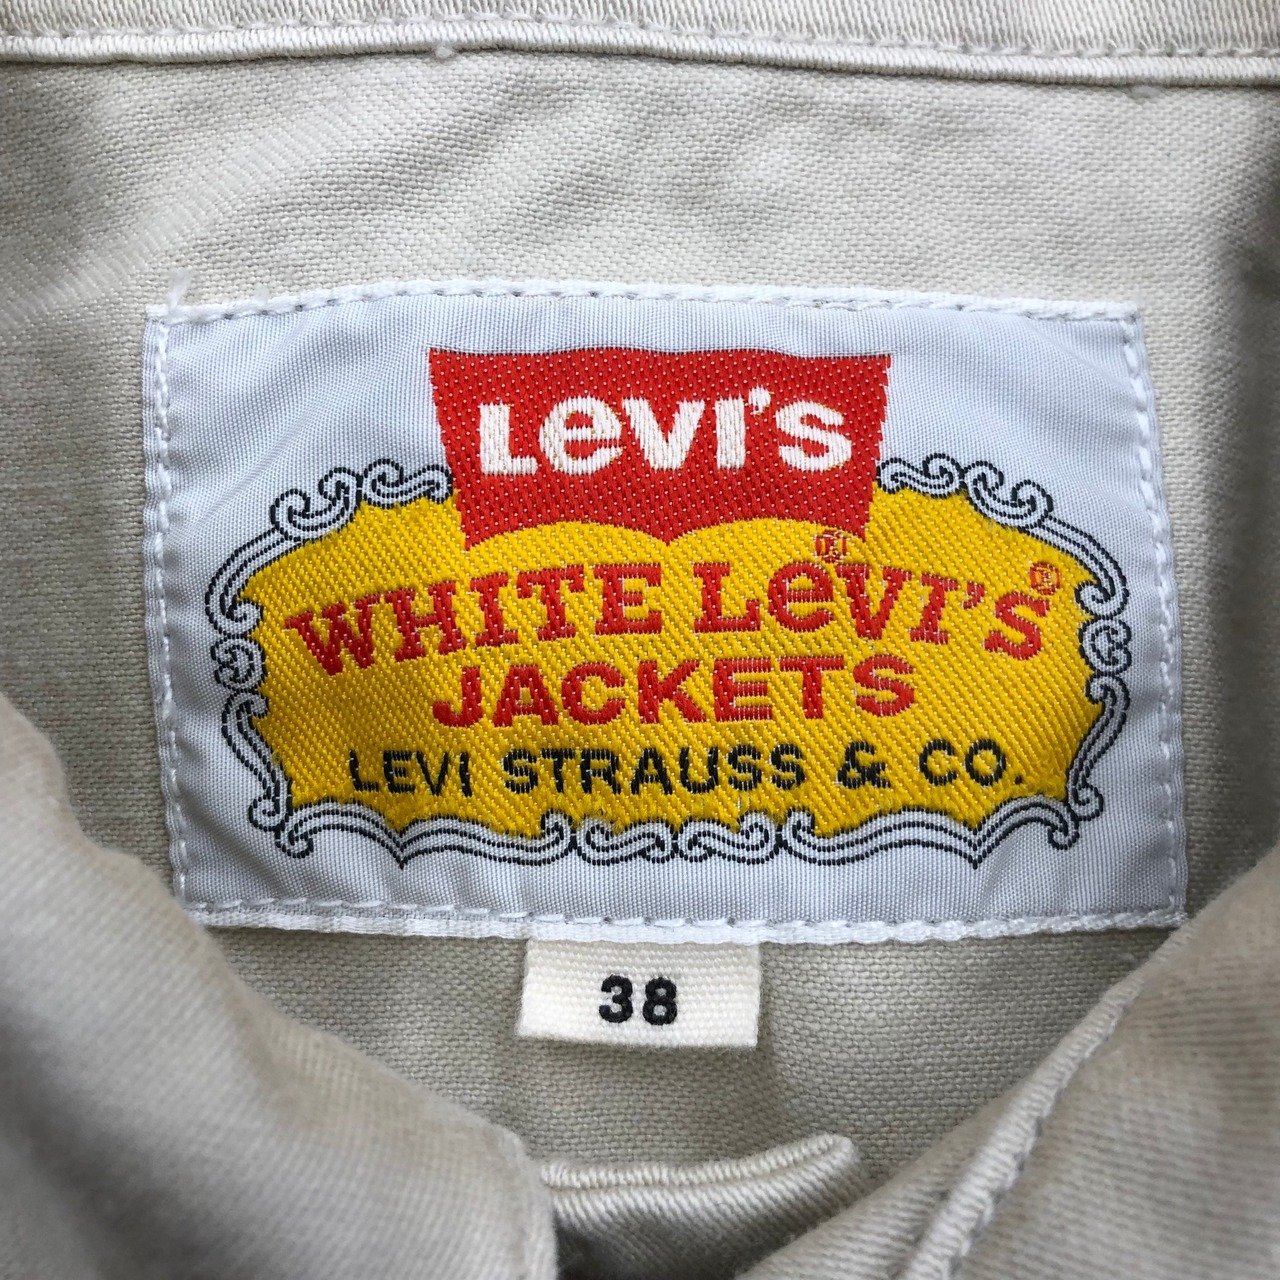 Levi's
WHITE LeVI'S
JACKETS
LEVI STRAUSS & CO.
38